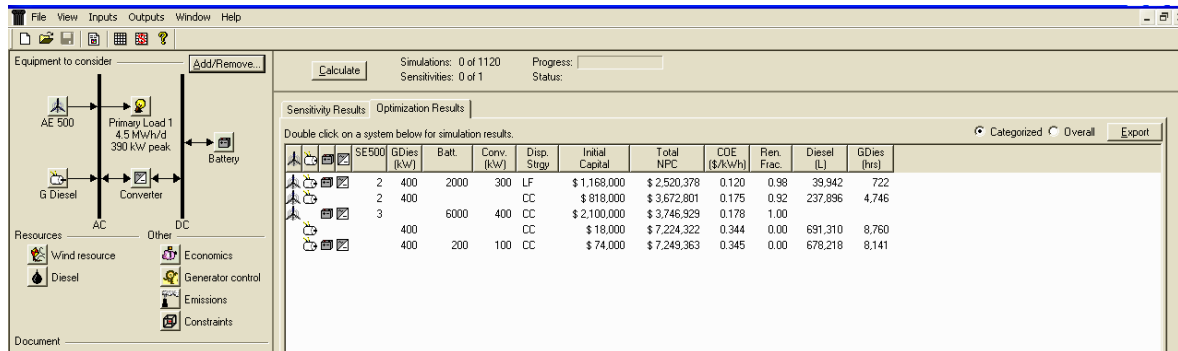 File View Inputs Outputs Window Help
Equipment to consider Add/Remove...
Calculate Simulations: 0 of 1120 Progress:
Sensitivities: 0 of 1 Status:
Sensitivity Results Optimization Results
Double click on a system below for simulation results. Categorized Overall Export
AE 500 Primary Load 1
4.5 MWh/d
390 kW peak
Battery
G Diesel Converter
AC DC
Resources Other
Wind resource Economics
Diesel Generator control
Emissions
Constraints
Document
SE500 GDies (kW) Batt. Conv. (kW) Disp. Strgy Initial Capital Total NPC COE ($/kWh) Ren. Frac. Diesel (L) GDies (hrs)
2 400 2000 300 LF $ 1,168,000 $ 2,520,378 0.120 0.98 39,942 722
2 400 CC $ 818,000 $ 3,672,801 0.175 0.92 237,896 4,746
3 6000 400 CC $ 2,100,000 $ 3,746,929 0.178 1.00
400 CC $ 18,000 $ 7,224,322 0.344 0.00 691,310 8,760
400 200 100 CC $ 74,000 $ 7,249,363 0.345 0.00 678,218 8,141